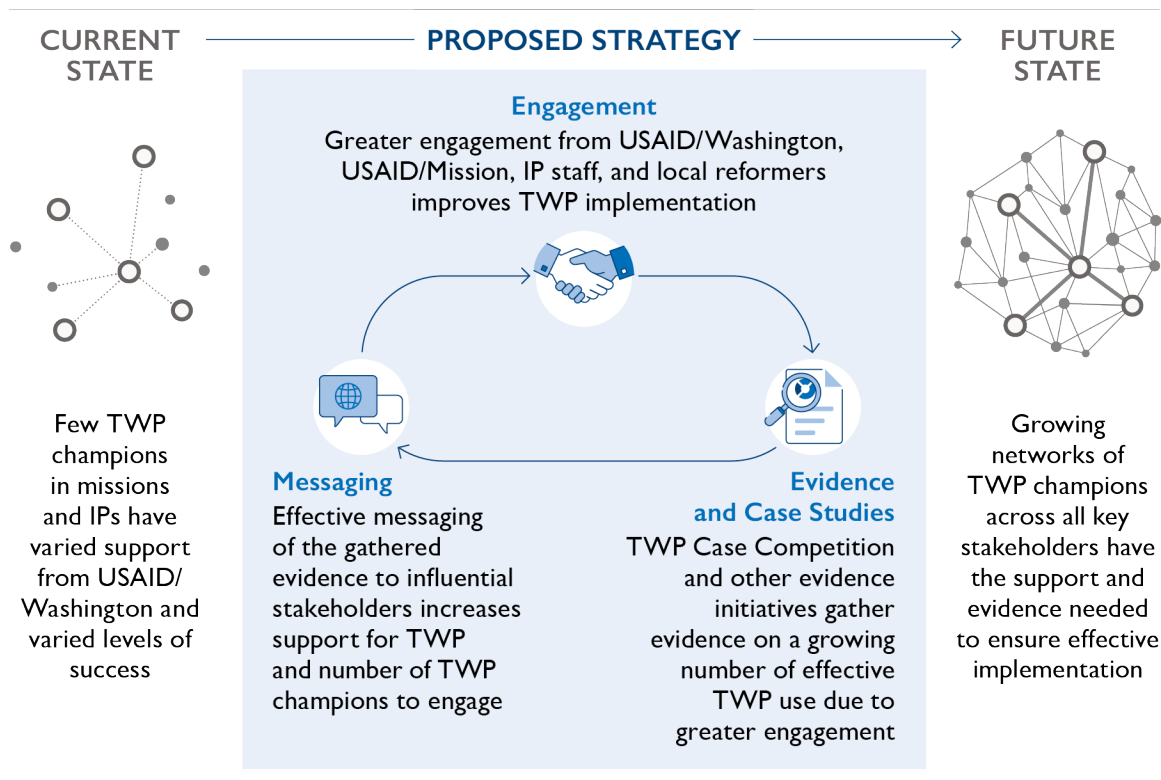 CURRENT
STATE
PROPOSED STRATEGY
FUTURE
STATE
Engagement
Greater engagement from USAID/Washington,
USAID/Mission, IP staff, and local reformers
improves TWP implementation
Few TWP
champions
in missions
and IPs have
varied support
from USAID/
Washington and
varied levels of
success
Messaging
Effective messaging
of the gathered
evidence to influential
stakeholders increases
support for TWP
and number of TWP
champions to engage
Evidence
and Case Studies
TWP Case Competition
and other evidence
initiatives gather
evidence on a growing
number of effective
TWP use due to
greater engagement
Growing
networks of
TWP champions
across all key
stakeholders have
the support and
evidence needed
to ensure effective
implementation